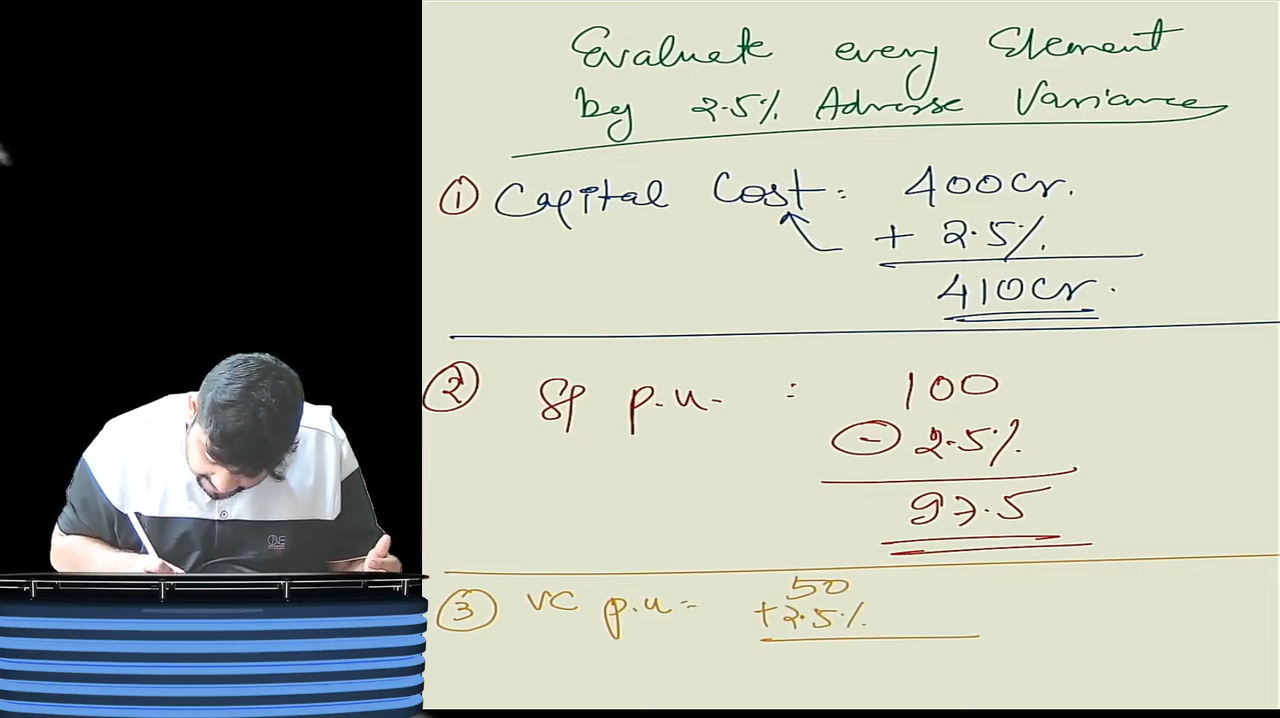 Evaluate every Element
by 2.5% Adverse Variance
① Capital Cost: 400Cr.
+ 2.5%
410Cr.
② SP p.u. : 100
⊖ 2.5%
97.5
③ VC p.u = 50
+2.5%